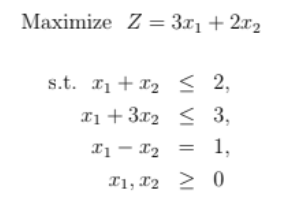 Maximize Z = 3x₁ + 2x₂
s.t. x₁ + x₂ ≤ 2,
x₁ + 3x₂ ≤ 3,
x₁ − x₂ = 1,
x₁, x₂ ≥ 0